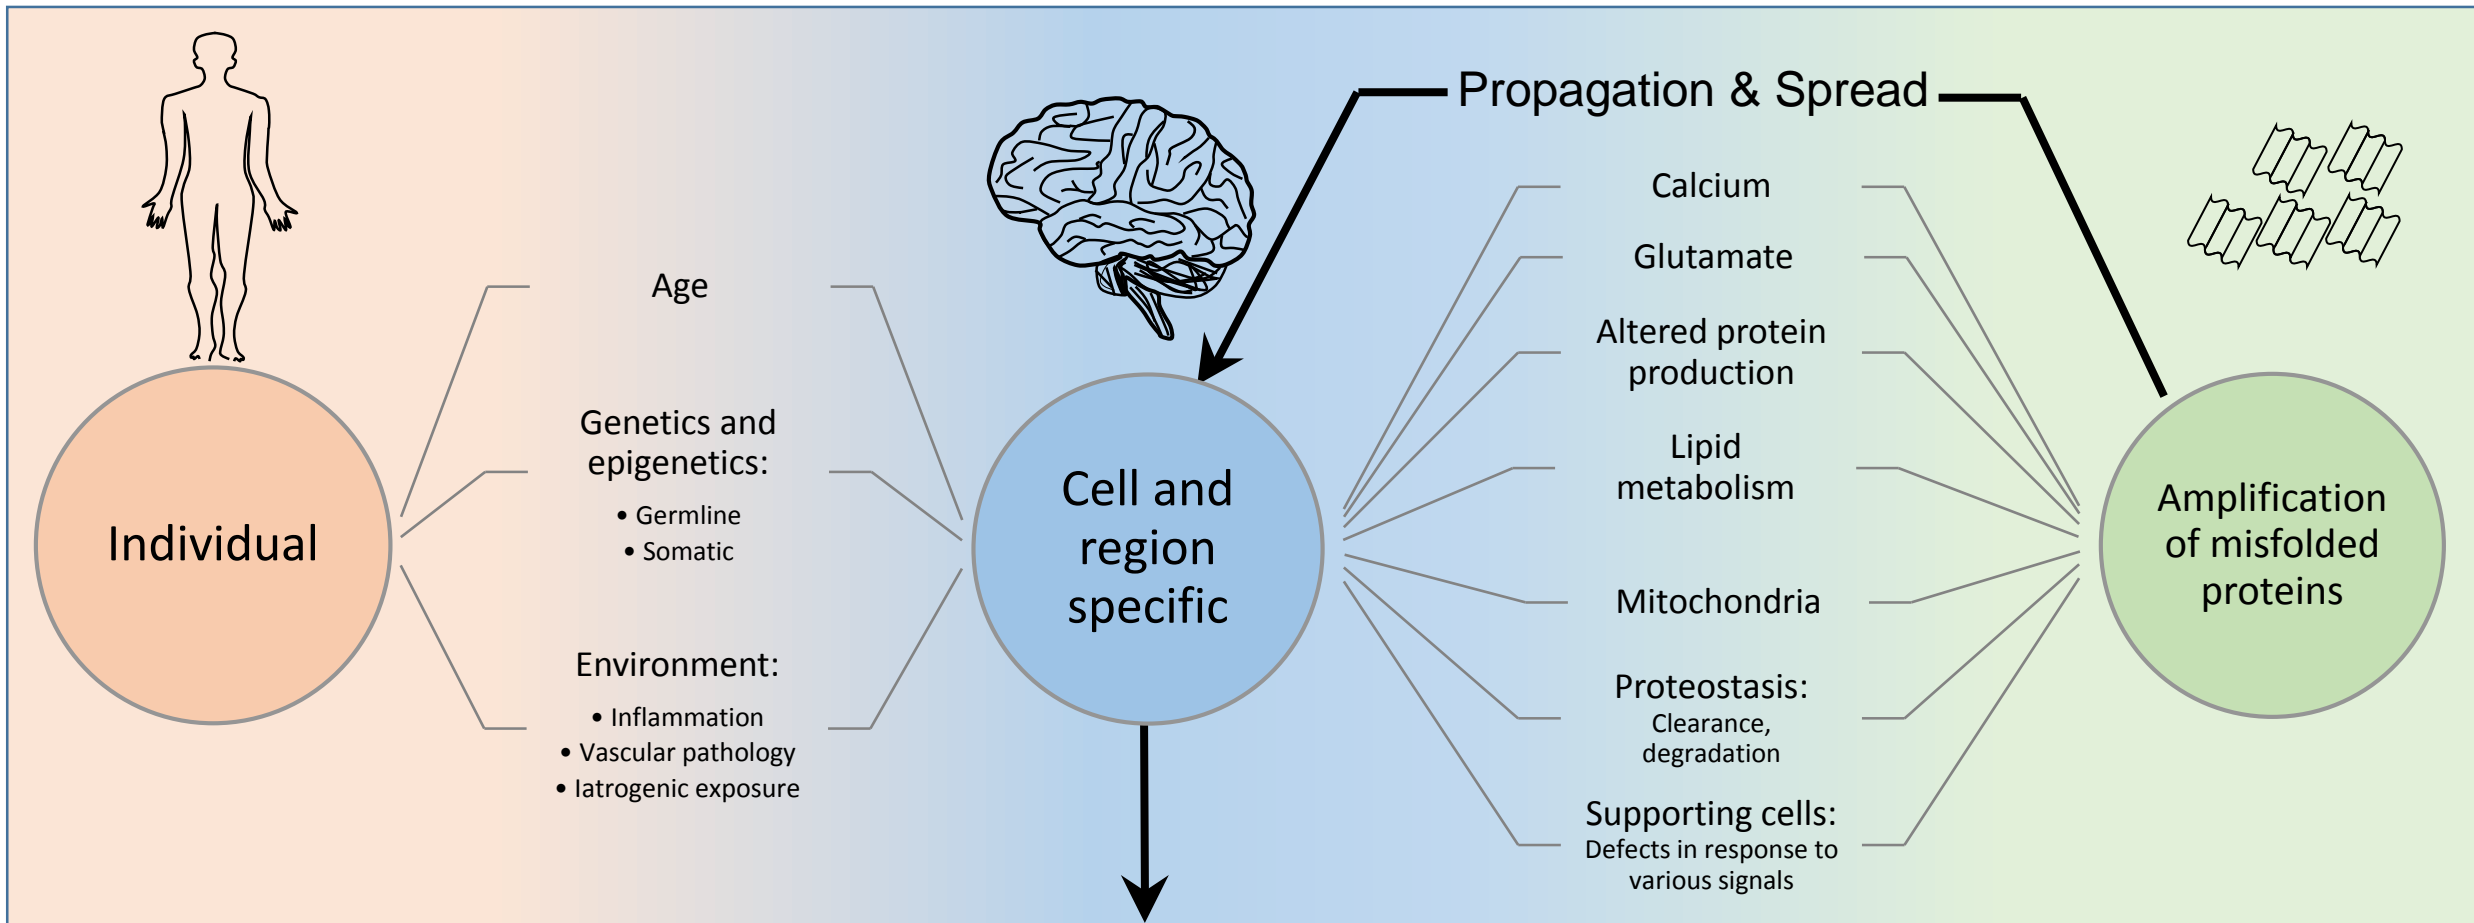 Individual
Age
Genetics and
epigenetics:
• Germline
• Somatic
Environment:
• Inflammation
• Vascular pathology
• Iatrogenic exposure
Cell and
region
specific
Propagation & Spread
Calcium
Glutamate
Altered protein
production
Lipid
metabolism
Mitochondria
Proteostasis:
Clearance,
degradation
Supporting cells:
Defects in response to
various signals
Amplification
of misfolded
proteins